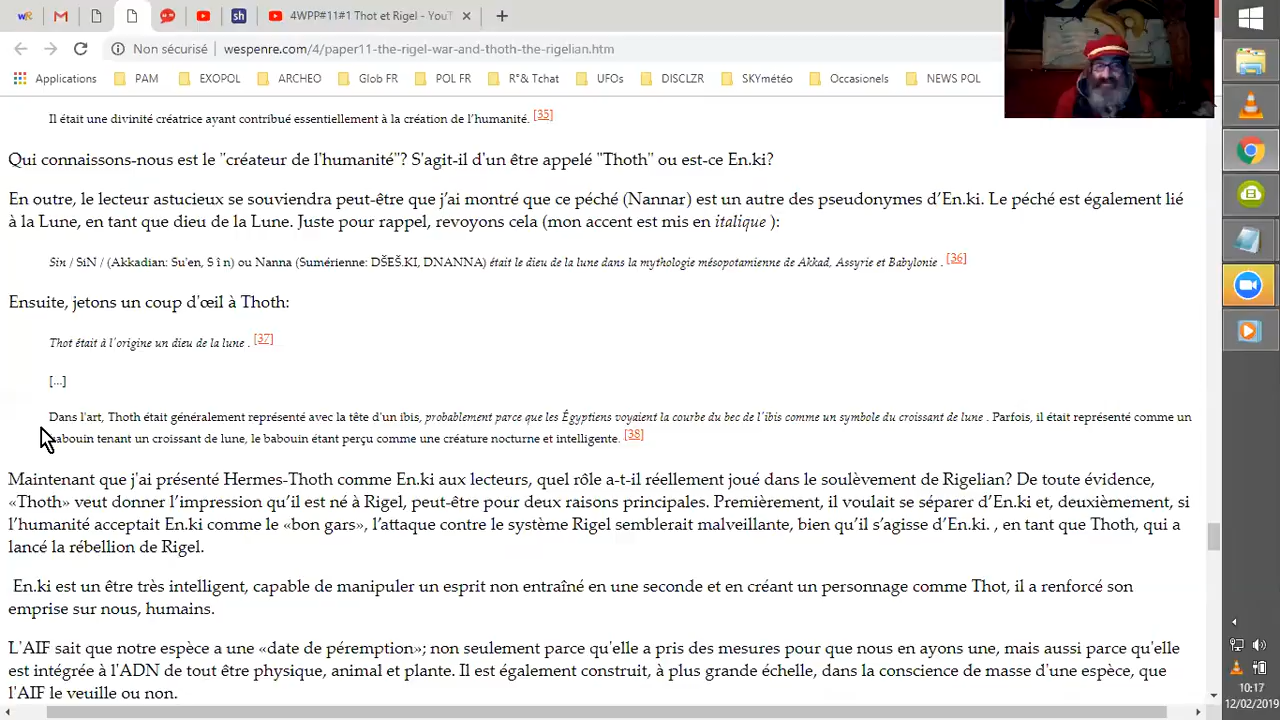 4WPP#11#1 Thot et Rigel - YouT
Non sécurisé
wespenre.com/4/paper11-the-rigel-war-and-thoth-the-rigelian.htm
Applications PAM EXOPOL ARCHEO Glob FR POL FR R°& Tchat UFOs DISCLZR SKYmétéo Occasionels NEWS POL
Il était une divinité créatrice ayant contribué essentiellement à la création de l’humanité. [35]
Qui connaissons-nous est le "créateur de l'humanité"? S'agit-il d'un être appelé "Thoth" ou est-ce En.ki?
En outre, le lecteur astucieux se souviendra peut-être que j’ai montré que ce péché (Nannar) est un autre des pseudonymes d’En.ki. Le péché est également lié
à la Lune, en tant que dieu de la Lune. Juste pour rappel, revoyons cela (mon accent est mis en italique ):
Sin / SiN / (Akkadian: Su'en, S î n) ou Nanna (Sumérienne: DŠEŠ.KI, DNANNA) était le dieu de la lune dans la mythologie mésopotamienne de Akkad, Assyrie et Babylonie . [36]
Ensuite, jetons un coup d'œil à Thoth:
Thot était à l'origine un dieu de la lune . [37]
[...]
Dans l'art, Thoth était généralement représenté avec la tête d'un ibis, probablement parce que les Égyptiens voyaient la courbe du bec de l'ibis comme un symbole du croissant de lune . Parfois, il était représenté comme un
babouin tenant un croissant de lune, le babouin étant perçu comme une créature nocturne et intelligente. [38]
Maintenant que j'ai présenté Hermes-Thoth comme En.ki aux lecteurs, quel rôle a-t-il réellement joué dans le soulèvement de Rigelian? De toute évidence,
«Thoth» veut donner l’impression qu’il est né à Rigel, peut-être pour deux raisons principales. Premièrement, il voulait se séparer d’En.ki et, deuxièmement, si
l’humanité acceptait En.ki comme le «bon gars», l’attaque contre le système Rigel semblerait malveillante, bien qu’il s’agisse d’En.ki. , en tant que Thoth, qui a
lancé la rébellion de Rigel.
En.ki est un être très intelligent, capable de manipuler un esprit non entraîné en une seconde et en créant un personnage comme Thot, il a renforcé son
emprise sur nous, humains.
L'AIF sait que notre espèce a une «date de péremption»; non seulement parce qu'elle a pris des mesures pour que nous en ayons une, mais aussi parce qu'elle
est intégrée à l'ADN de tout être physique, animal et plante. Il est également construit, à plus grande échelle, dans la conscience de masse d'une espèce, que
l'AIF le veuille ou non.
10:17
12/02/2019